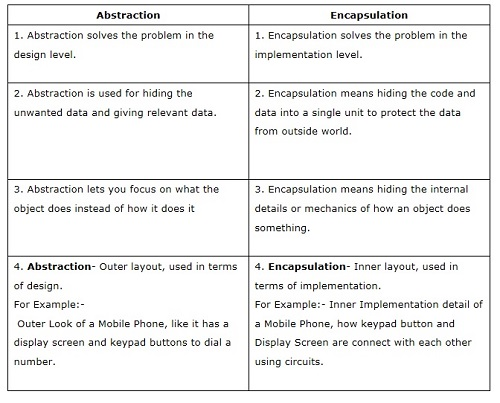 Abstraction
Encapsulation
1. Abstraction solves the problem in the
design level.
1. Encapsulation solves the problem in the
implementation level.
2. Abstraction is used for hiding the
unwanted data and giving relevant data.
2. Encapsulation means hiding the code and
data into a single unit to protect the data
from outside world.
3. Abstraction lets you focus on what the
object does instead of how it does it
3. Encapsulation means hiding the internal
details or mechanics of how an object does
something.
4. Abstraction- Outer layout, used in terms
of design.
For Example:-
Outer Look of a Mobile Phone, like it has a
display screen and keypad buttons to dial a
number.
4. Encapsulation- Inner layout, used in
terms of implementation.
For Example:- Inner Implementation detail of
a Mobile Phone, how keypad button and
Display Screen are connect with each other
using circuits.